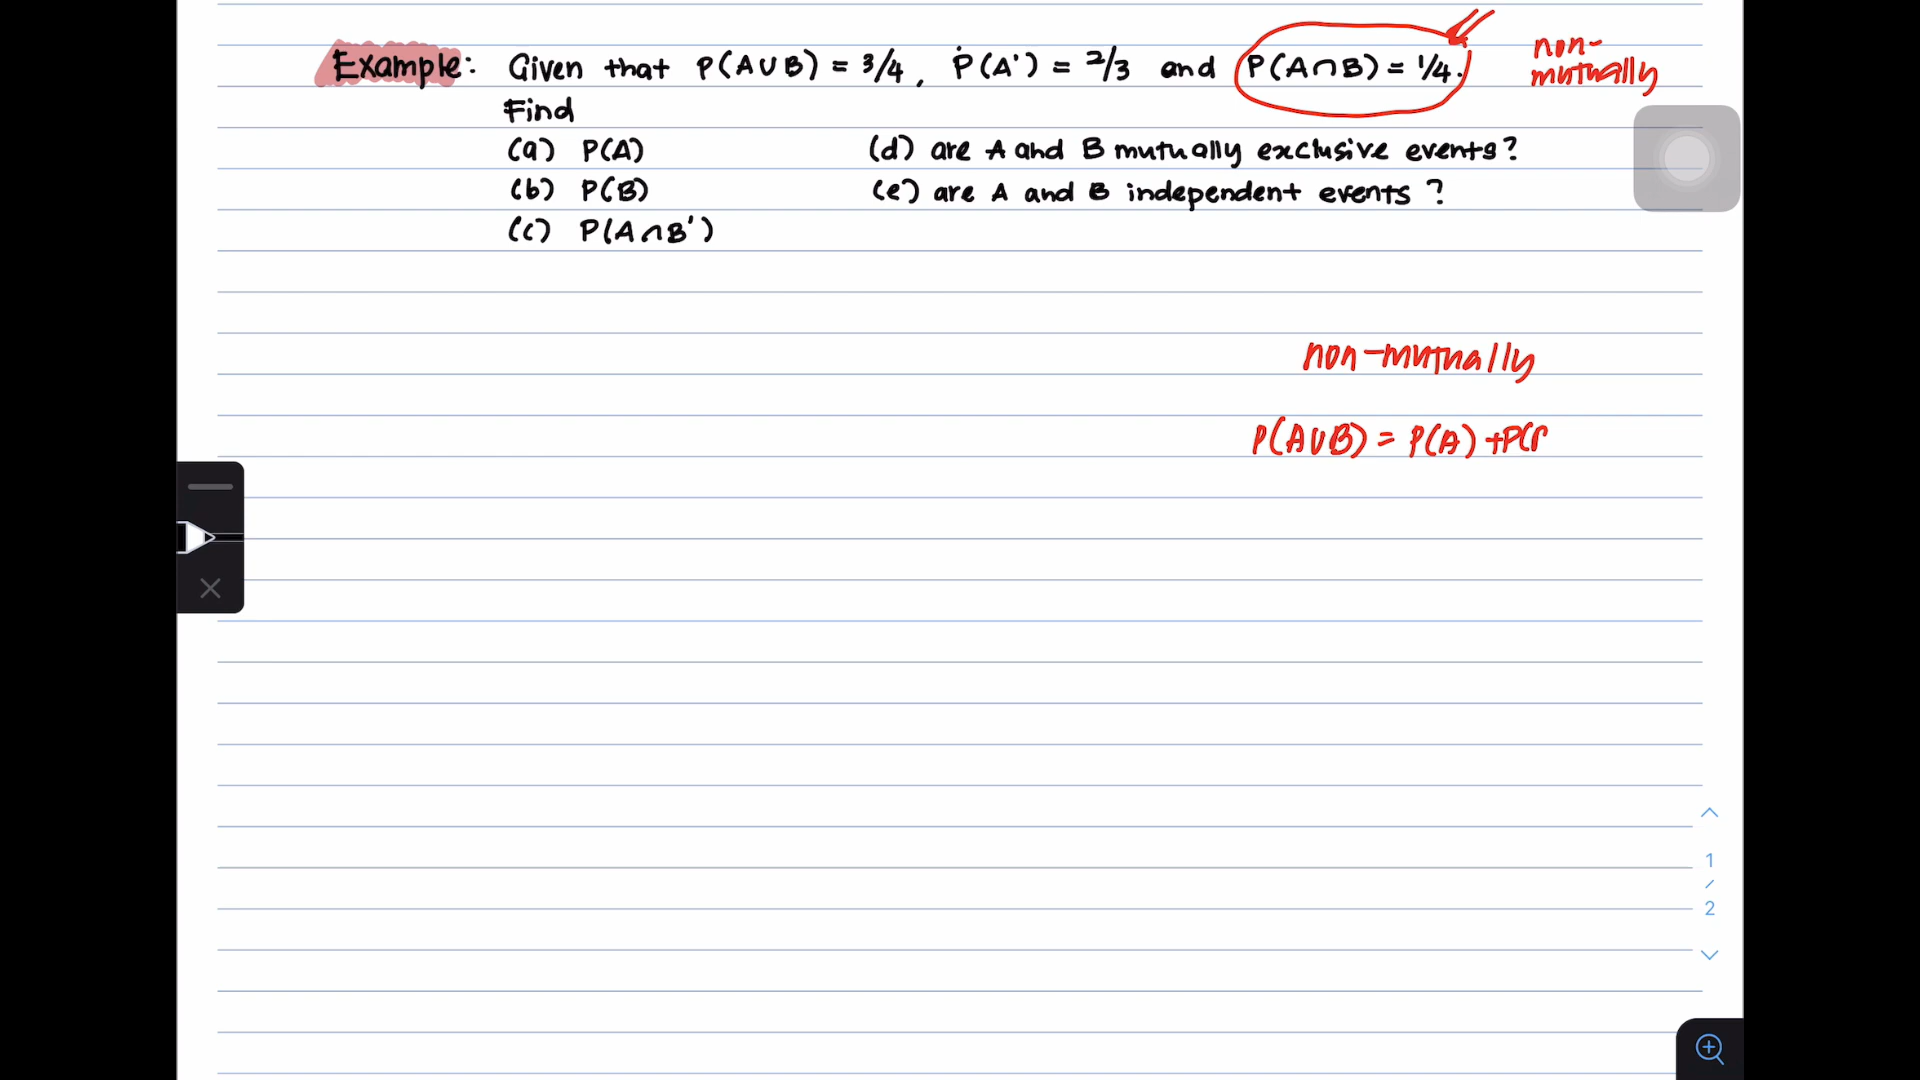 Example: Given that P(A∪B) = 3/4, P(A') = 2/3 and P(A∩B) = 1/4.
non-
mutually
Find
(a) P(A)
(b) P(B)
(c) P(A∩B')
(d) are A and B mutually exclusive events?
(e) are A and B independent events?
non-mutually
P(A∪B) = P(A) +P(
1
/
2